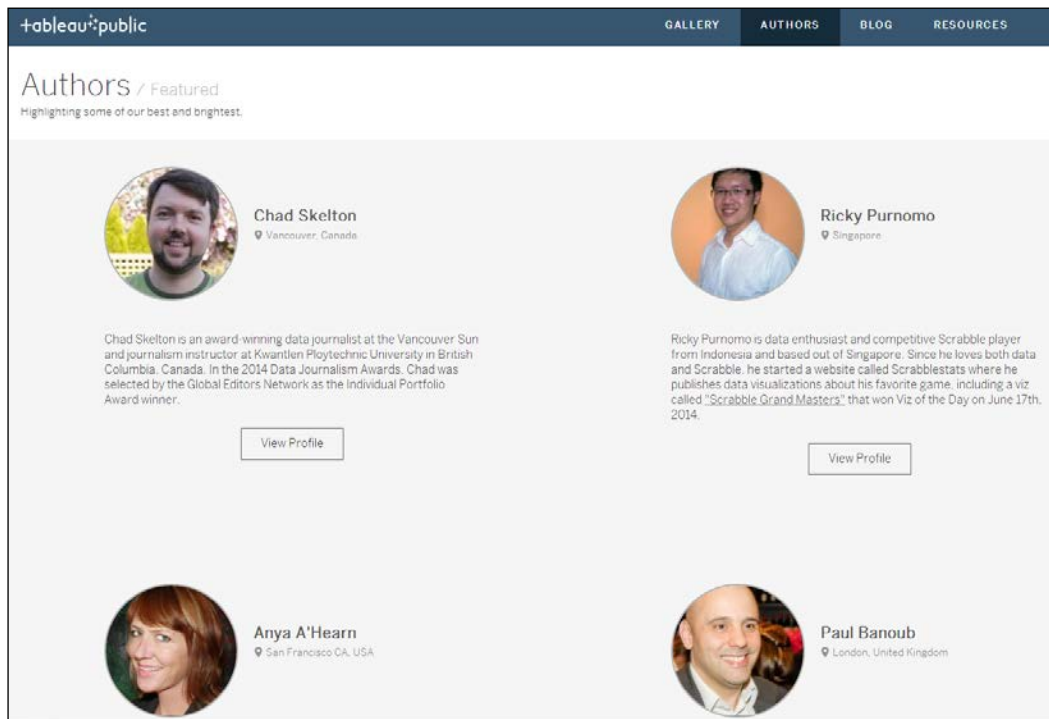 +ableau public
GALLERY
AUTHORS
BLOG
RESOURCES
Authors / Featured
Highlighting some of our best and brightest.
Chad Skelton
Vancouver, Canada
Chad Skelton is an award-winning data journalist at the Vancouver Sun
and journalism instructor at Kwantlen Ploytechnic University in British
Columbia, Canada. In the 2014 Data Journalism Awards, Chad was
selected by the Global Editors Network as the Individual Portfolio
Award winner.
View Profile
Ricky Purnomo
Singapore
Ricky Purnomo is data enthusiast and competitive Scrabble player
from Indonesia and based out of Singapore. Since he loves both data
and Scrabble, he started a website called Scrabblestats where he
publishes data visualizations about his favorite game, including a viz
called "Scrabble Grand Masters" that won Viz of the Day on June 17th,
2014.
View Profile
Anya A'Hearn
San Francisco CA, USA
Paul Banoub
London, United Kingdom